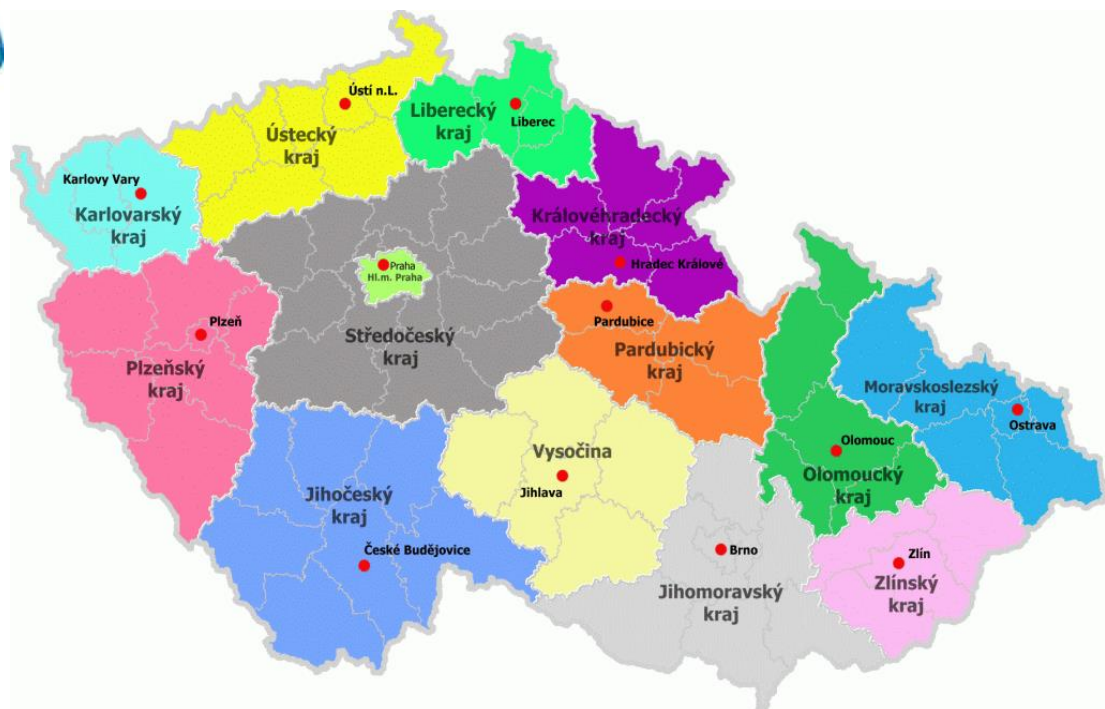 Ústí n.L.
Ústecký
kraj
Liberecký
kraj
Liberec
Karlovy Vary
Karlovarský
kraj
Královéhradecký
kraj
Hradec Králové
Praha
Hl.m. Praha
Středočeský
kraj
Plzeň
Plzeňský
kraj
Pardubice
Pardubický
kraj
Moravskoslezský
kraj
Ostrava
Olomouc
Olomoucký
kraj
Vysočina
Jihlava
Jihočeský
kraj
České Budějovice
Brno
Jihomoravský
kraj
Zlín
Zlínský
kraj